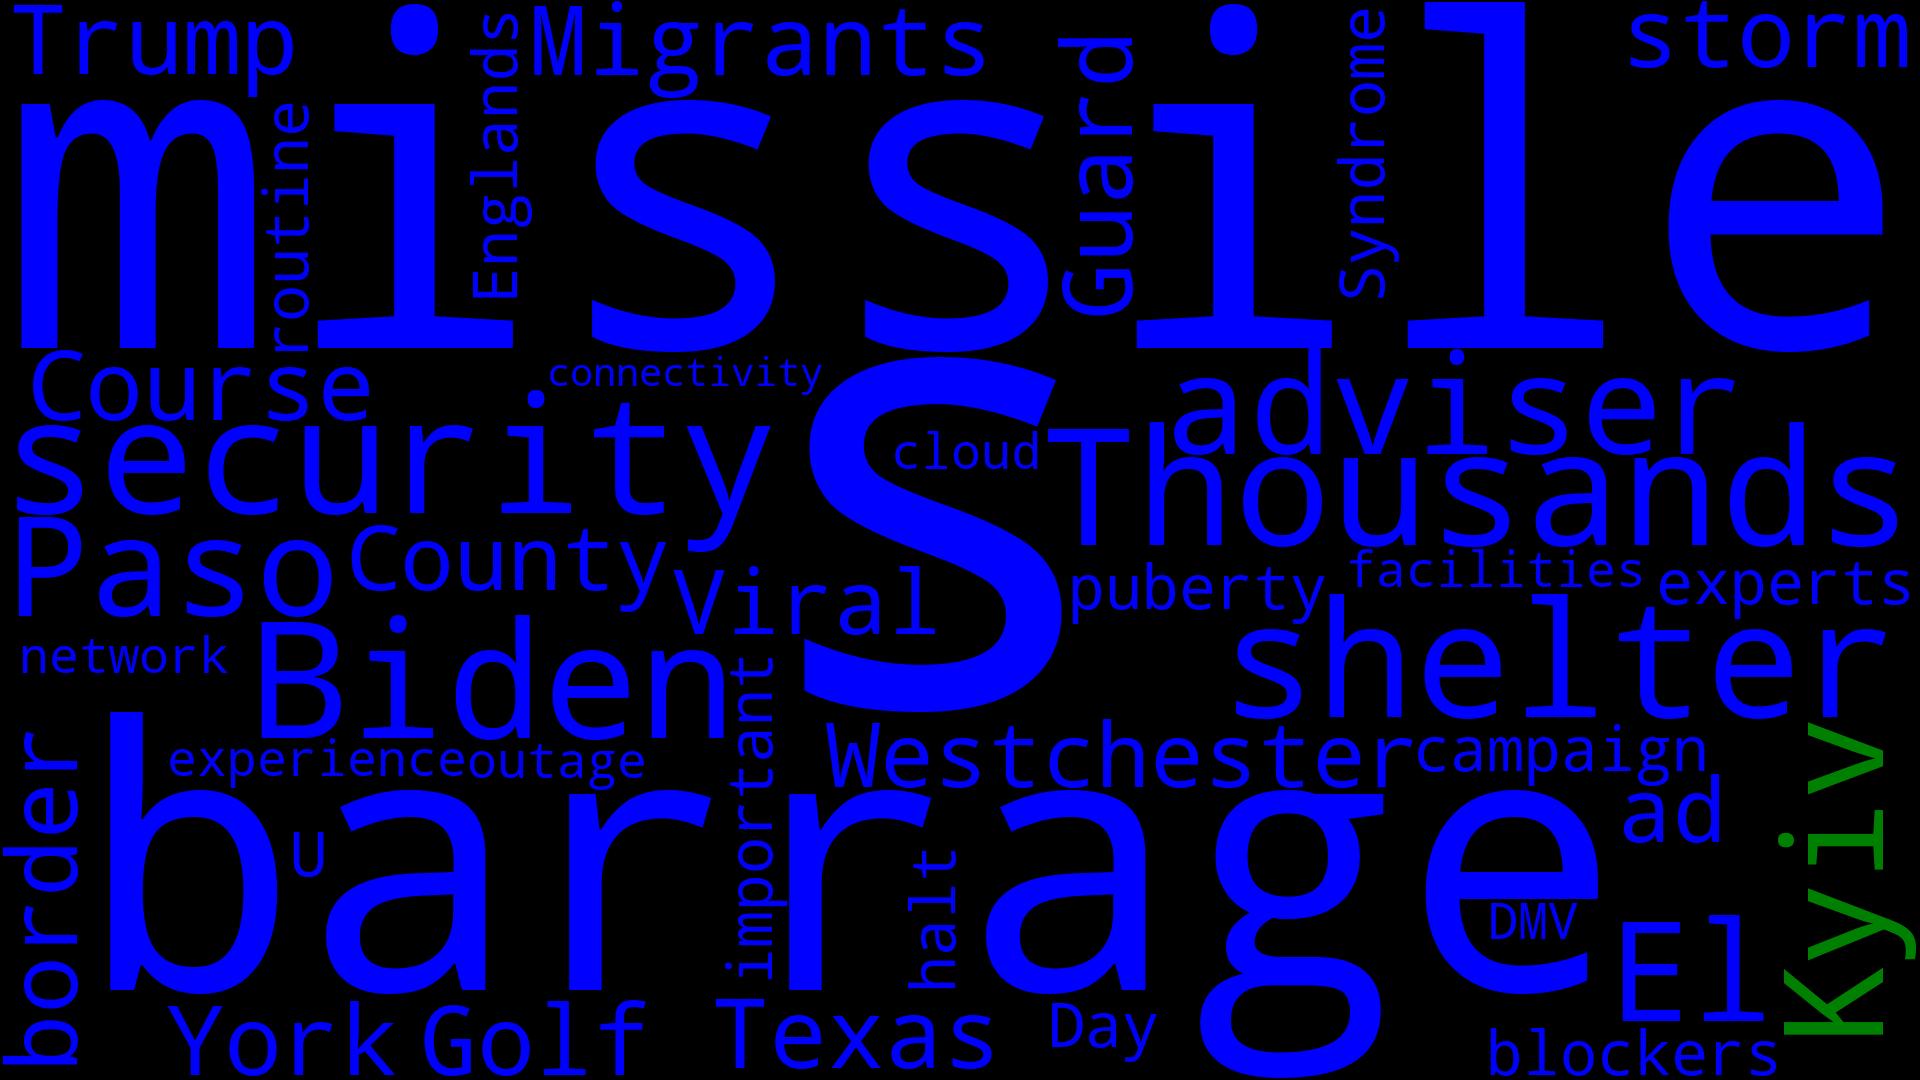 Trump
Migrants
storm
missile
routine
Englands
Guard
Syndrome
Course
connectivity
adviser
security
s
cloud
Thousands
Paso
County
Viral
puberty
facilities
experts
network
Biden
shelter
important
experience
outage
Westchester
campaign
border
barrage
U
halt
ad
DMV
El
Kyiv
York
Golf
Texas
Day
blockers